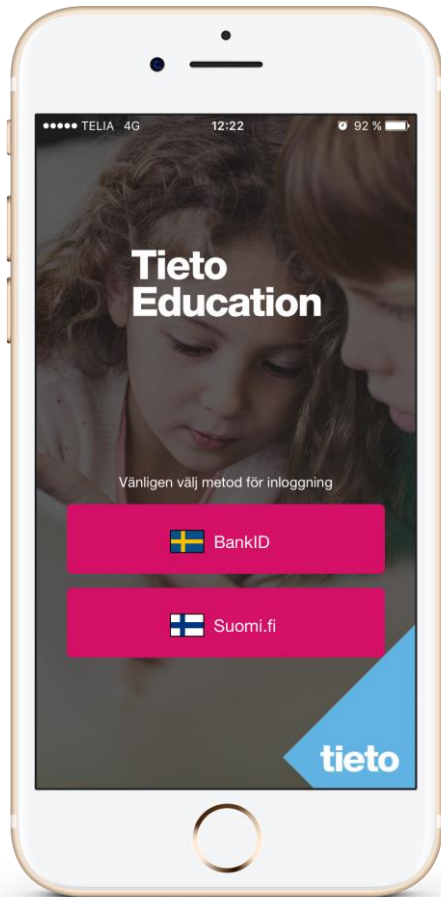 TELIA 4G 12:22 92 %
Tieto
Education
Vänligen välj metod för inloggning
BankID
Suomi.fi
tieto